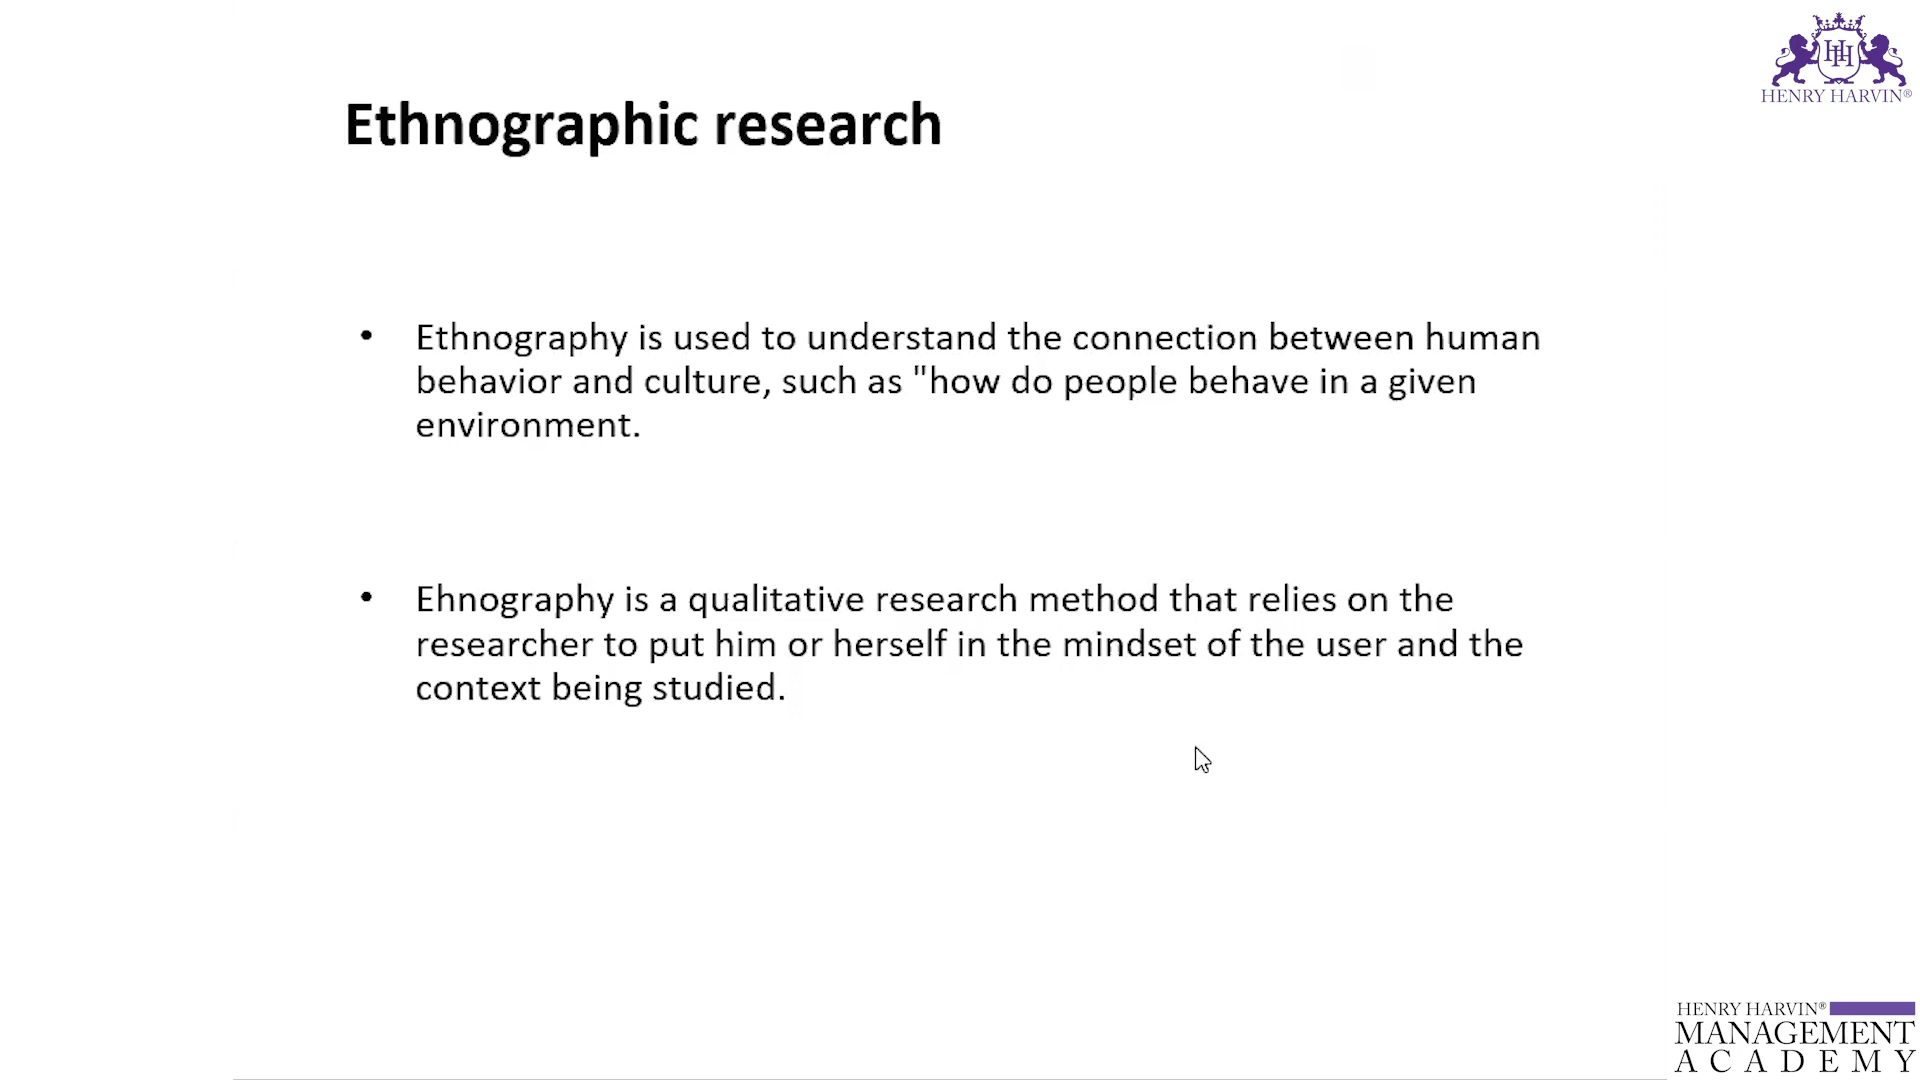 HENRY HARVIN®
Ethnographic research
• Ethnography is used to understand the connection between human
behavior and culture, such as "how do people behave in a given
environment.
• Ehnography is a qualitative research method that relies on the
researcher to put him or herself in the mindset of the user and the
context being studied.
HENRY HARVIN®
MANAGEMENT
ACADEMY